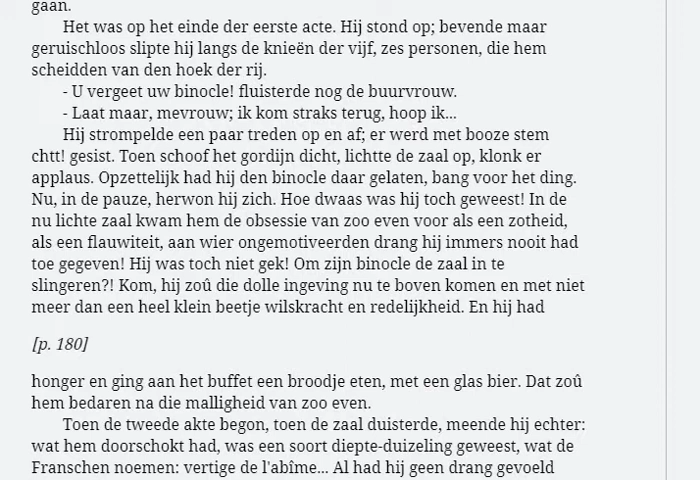 gaan.
Het was op het einde der eerste acte. Hij stond op; bevende maar
geruischloos slipte hij langs de knieën der vijf, zes personen, die hem
scheidden van den hoek der rij.
- U vergeet uw binocle! fluisterde nog de buurvrouw.
- Laat maar, mevrouw; ik kom straks terug, hoop ik...
Hij strompelde een paar treden op en af; er werd met booze stem
chtt! gesist. Toen schoof het gordijn dicht, lichtte de zaal op, klonk er
applaus. Opzettelijk had hij den binocle daar gelaten, bang voor het ding.
Nu, in de pauze, herwon hij zich. Hoe dwaas was hij toch geweest! In de
nu lichte zaal kwam hem de obsessie van zoo even voor als een zotheid,
als een flauwiteit, aan wier ongemotiveerden drang hij immers nooit had
toe gegeven! Hij was toch niet gek! Om zijn binocle de zaal in te
slingeren?! Kom, hij zoû die dolle ingeving nu te boven komen en met niet
meer dan een heel klein beetje wilskracht en redelijkheid. En hij had
[p. 180]
honger en ging aan het buffet een broodje eten, met een glas bier. Dat zoû
hem bedaren na die malligheid van zoo even.
Toen de tweede akte begon, toen de zaal duisterde, meende hij echter:
wat hem doorschokt had, was een soort diepte-duizeling geweest, wat de
Franschen noemen: vertige de l'abîme... Al had hij geen drang gevoeld